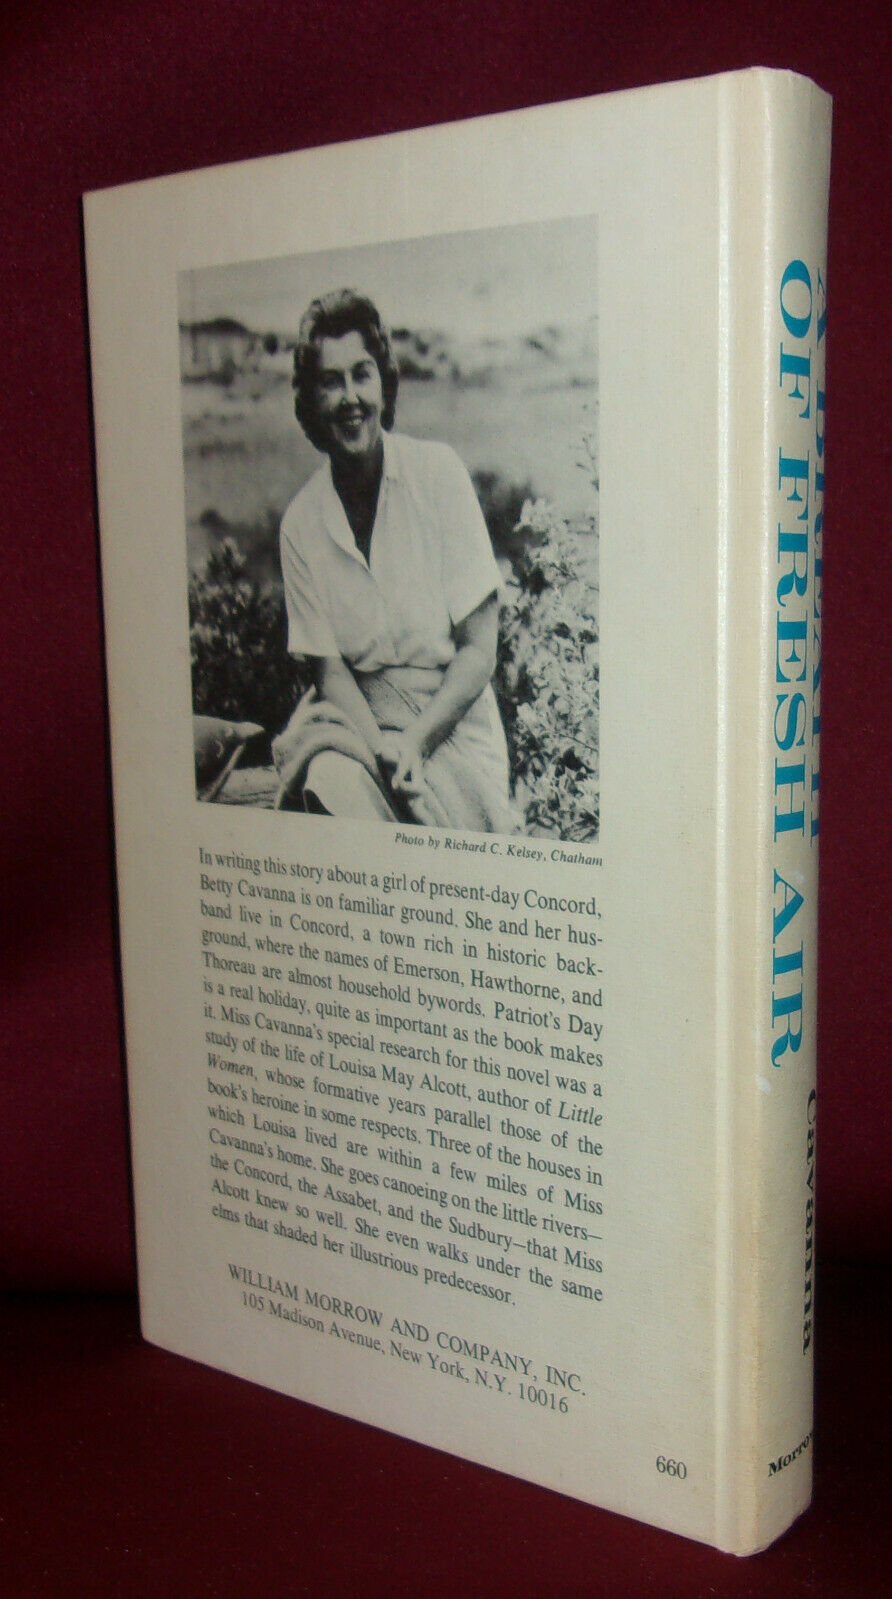 Photo by Richard C. Kelsey, Chatham
In writing this story about a girl of present-day Concord,
Betty Cavanna is on familiar ground. She and her hus-
band live in Concord, a town rich in historic back-
ground, where the names of Emerson, Hawthorne, and
Thoreau are almost household bywords. Patriot's Day
is a real holiday, quite as important as the book makes
it. Miss Cavanna's special research for this novel was a
study of the life of Louisa May Alcott, author of Little
Women, whose formative years parallel those of the
book's heroine in some respects. Three of the houses in
which Louisa lived are within a few miles of Miss
Cavanna's home. She goes canoeing on the little rivers—
the Concord, the Assabet, and the Sudbury—that Miss
Alcott knew so well. She even walks under the same
elms that shaded her illustrious predecessor.
WILLIAM MORROW AND COMPANY, INC.
105 Madison Avenue, New York, N.Y. 10016
660
A BREATH
OF FRESH AIR
Cavanna
Morrow